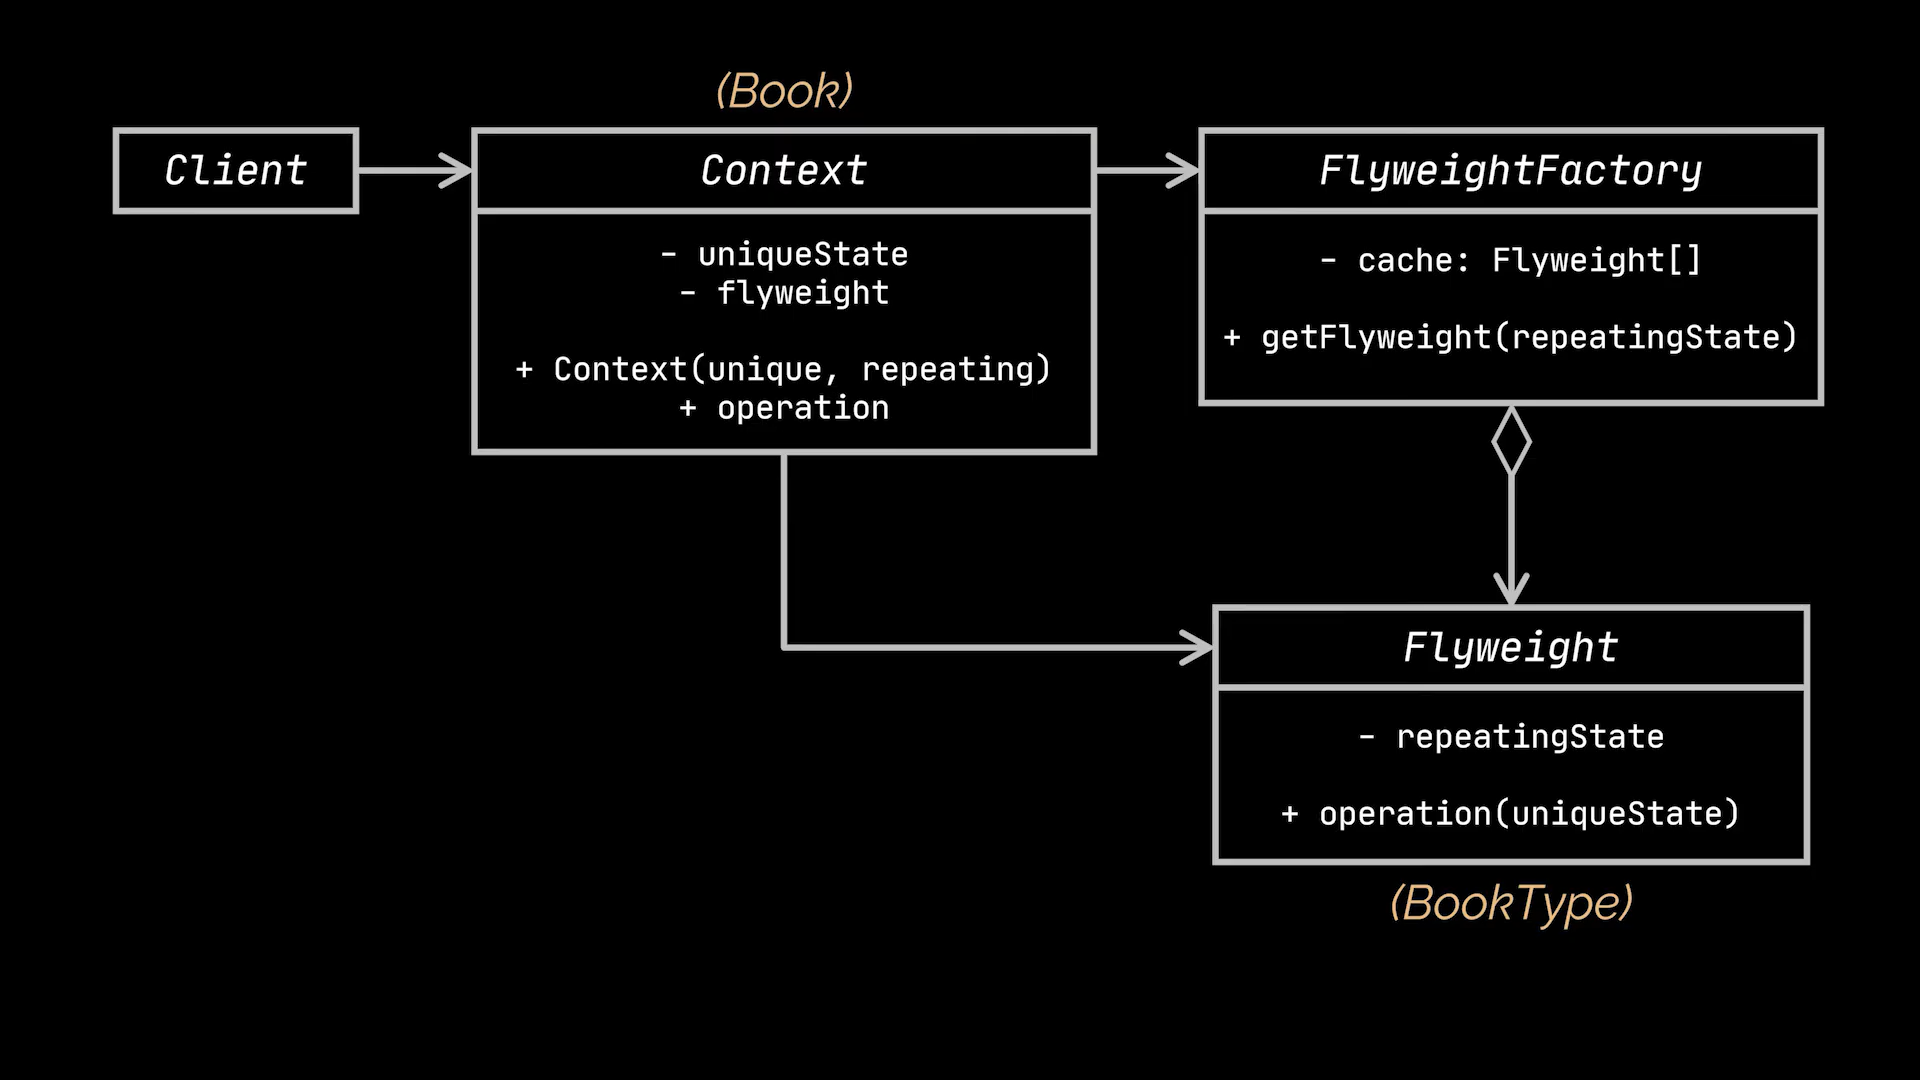 (Book)
Client
Context
- uniqueState
- flyweight
+ Context(unique, repeating)
+ operation
FlyweightFactory
- cache: Flyweight[]
+ getFlyweight(repeatingState)
Flyweight
- repeatingState
+ operation(uniqueState)
(BookType)